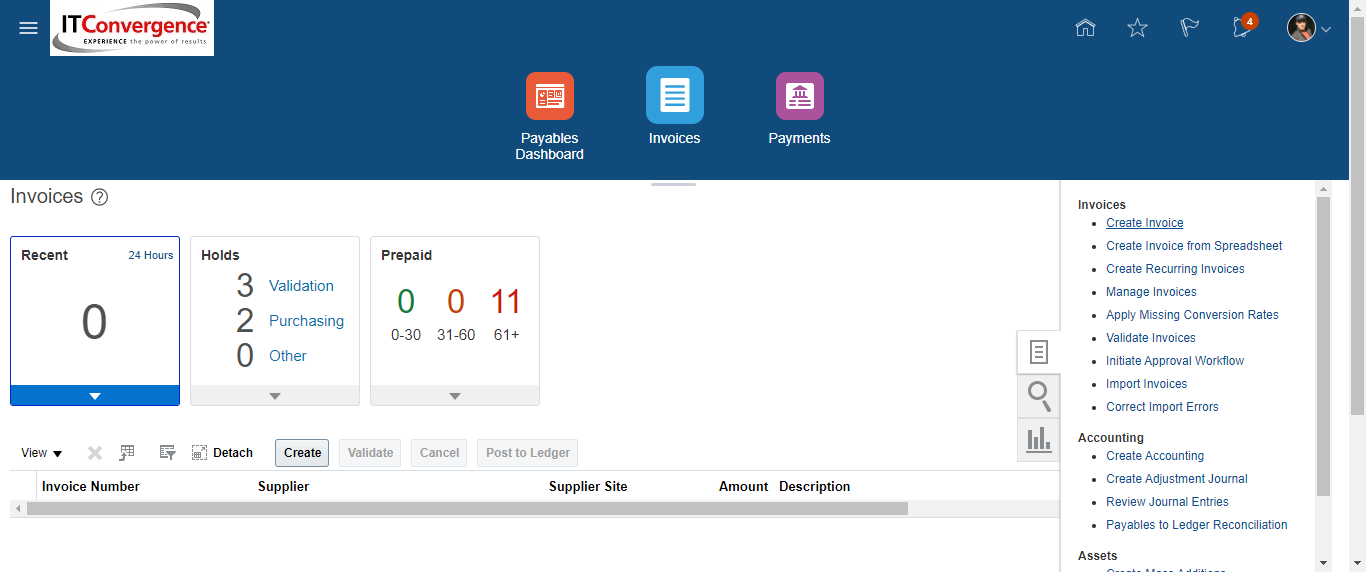 ITConvergence
EXPERIENCE the power of results
4
Payables
Dashboard
Invoices
Payments
Invoices ?
Recent 24 Hours
0
Holds
3 Validation
2 Purchasing
0 Other
Prepaid
0 0 11
0-30 31-60 61+
View Detach Create Validate Cancel Post to Ledger
Invoice Number Supplier Supplier Site Amount Description
Invoices
Create Invoice
Create Invoice from Spreadsheet
Create Recurring Invoices
Manage Invoices
Apply Missing Conversion Rates
Validate Invoices
Initiate Approval Workflow
Import Invoices
Correct Import Errors
Accounting
Create Accounting
Create Adjustment Journal
Review Journal Entries
Payables to Ledger Reconciliation
Assets
Create Mass Additions